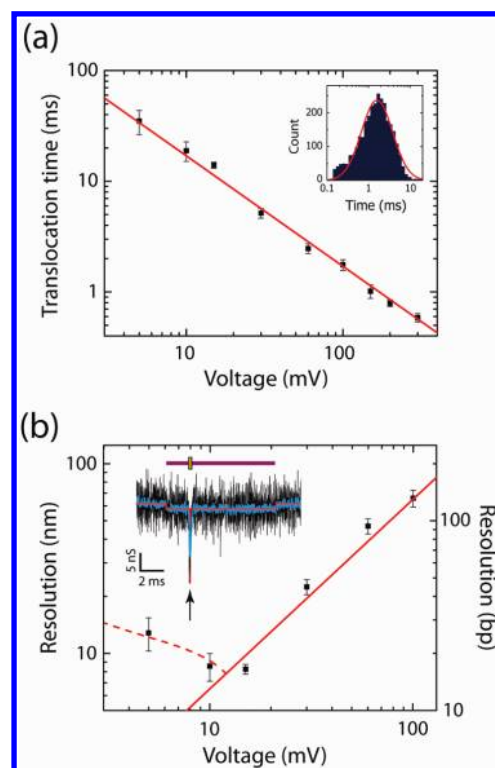 (a)
100
10
1
Translocation time (ms)
200
100
0
Count
0.1 1 10
Time (ms)
10 100
Voltage (mV)
(b)
100
10
Resolution (nm)
5 nS
2 ms
100
10
Resolution (bp)
10 100
Voltage (mV)